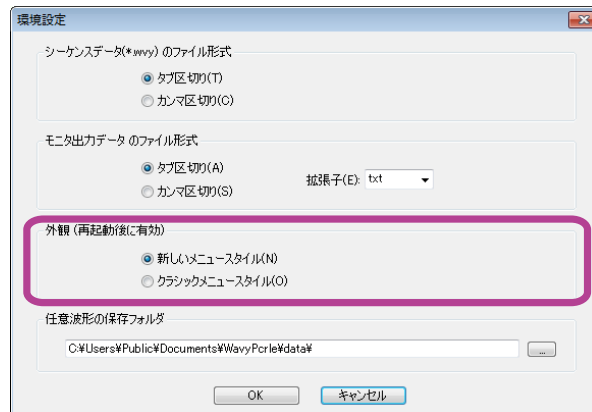 環境設定
シーケンスデータ(*.wvy) のファイル形式
タブ区切り(T)
カンマ区切り(C)
モニタ出力データ のファイル形式
タブ区切り(A)
カンマ区切り(S)
拡張子(E): txt
外観 (再起動後に有効)
新しいメニュースタイル(N)
クラシックメニュースタイル(O)
任意波形の保存フォルダ
C:¥Users¥Public¥Documents¥WavyPcrle¥data¥
...
OK キャンセル